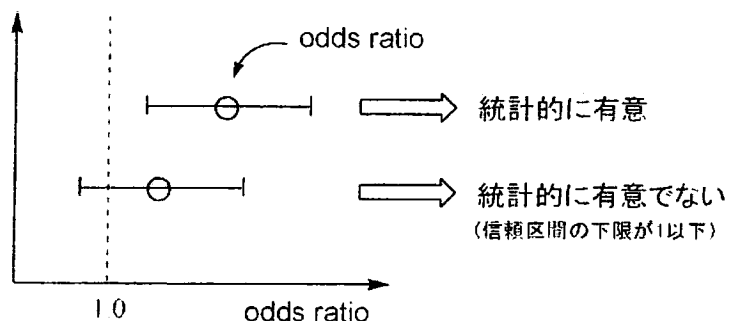 odds ratio
統計的に有意
統計的に有意でない
(信頼区間の下限が1以下)
1.0
odds ratio